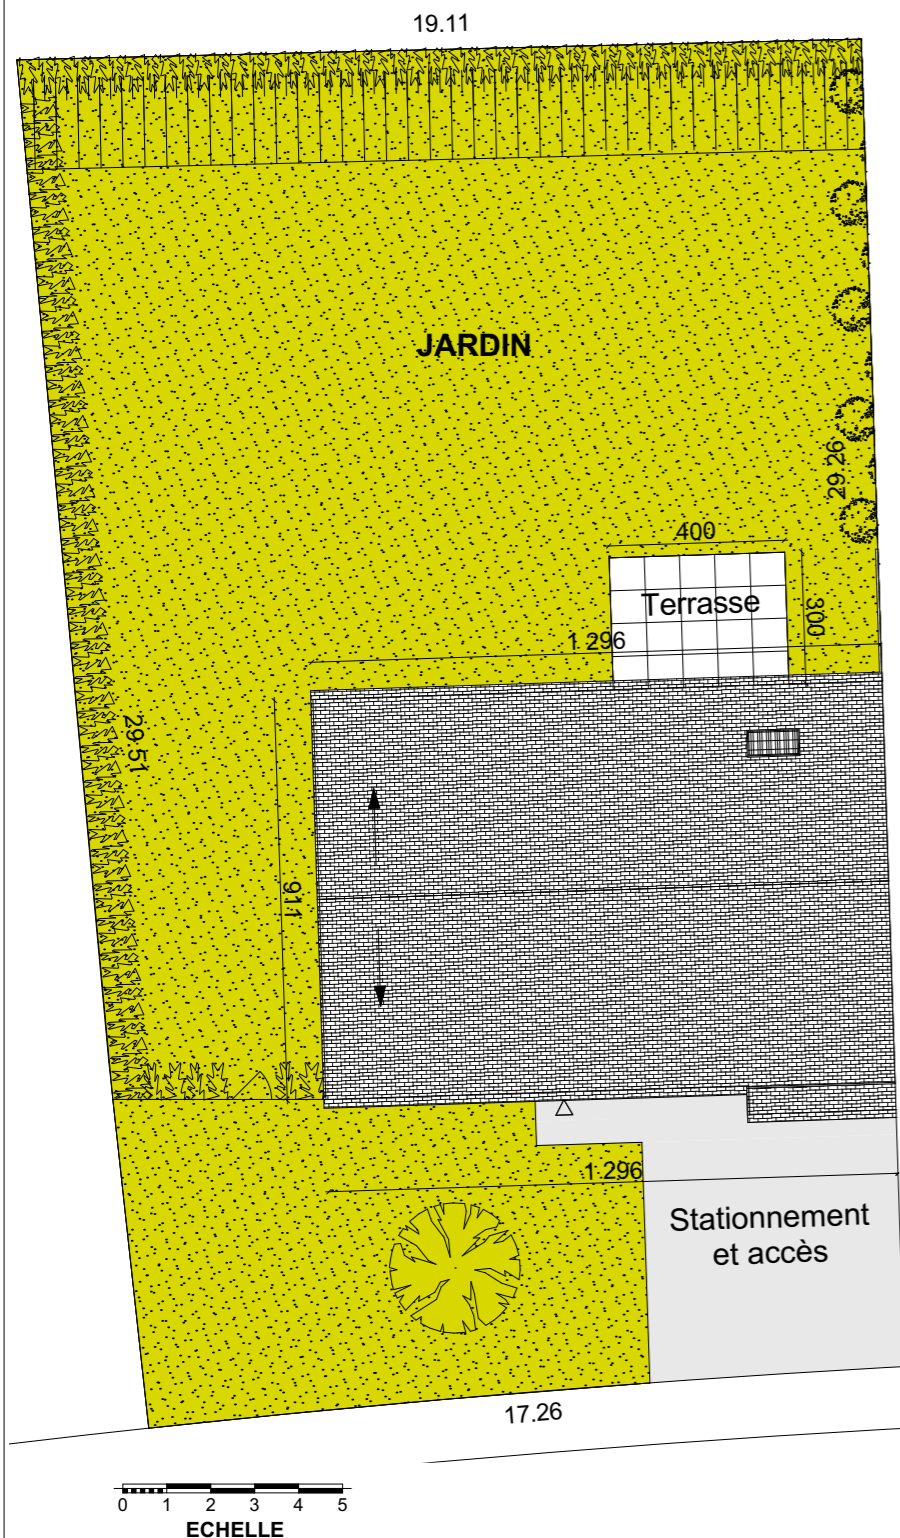 19.11
JARDIN
29.26
400
Terrasse
300
1 296
29.51
911
1 296
Stationnement
et accès
17.26
0 1 2 3 4 5
ECHELLE